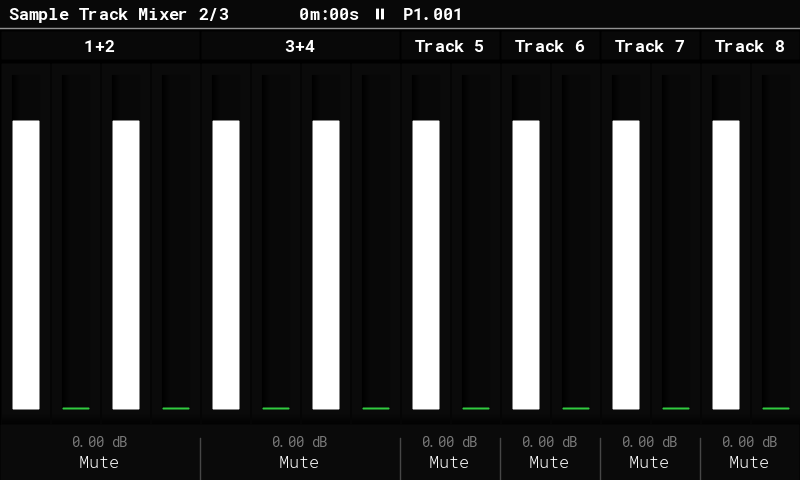 Sample Track Mixer 2/3 0m:00s ⏸ P1.001
1+2 3+4 Track 5 Track 6 Track 7 Track 8
0.00 dB 0.00 dB 0.00 dB 0.00 dB 0.00 dB 0.00 dB
Mute Mute Mute Mute Mute Mute